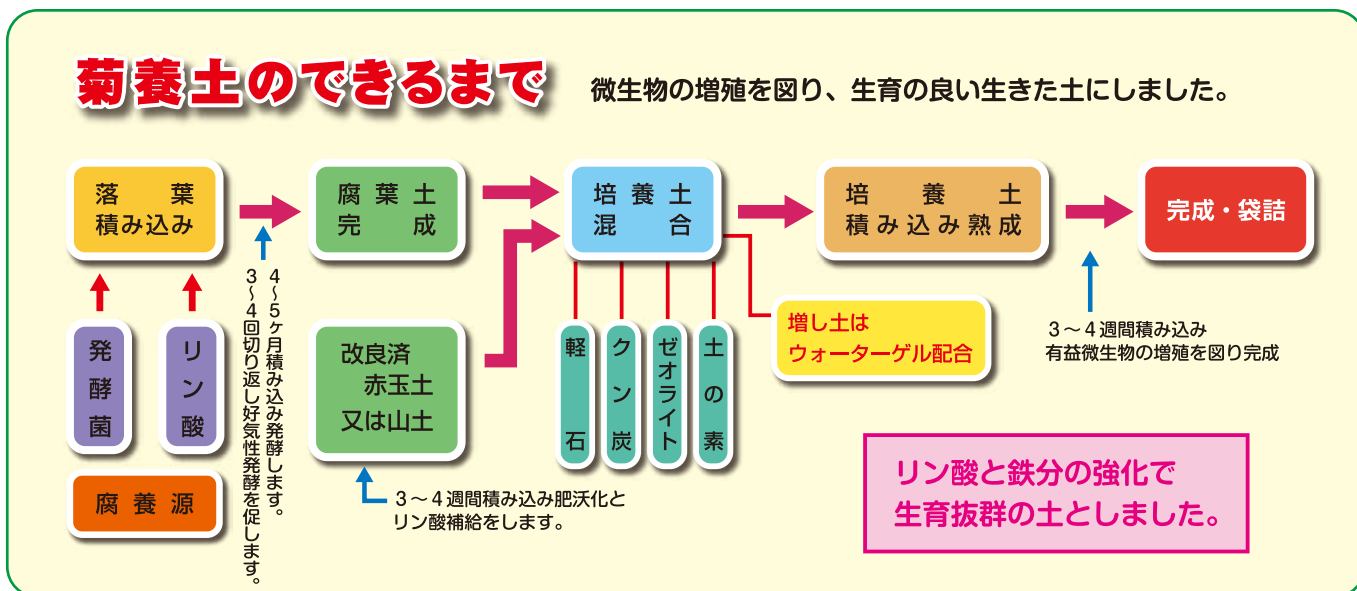 菊養土のできるまで
微生物の増殖を図り、生育の良い生きた土にしました。
落葉
積み込み
発酵菌
リン酸
腐養源
4〜5ヶ月積み込み発酵します。
3〜4回切り返し好気性発酵を促します。
腐葉土
完成
改良済
赤玉土
又は山土
3〜4週間積み込み肥沃化と
リン酸補給をします。
培養土
混合
軽石
クン炭
ゼオライト
土の素
増し土は
ウォーターゲル配合
培養土
積み込み熟成
3〜4週間積み込み
有益微生物の増殖を図り完成
完成・袋詰
リン酸と鉄分の強化で
生育抜群の土としました。